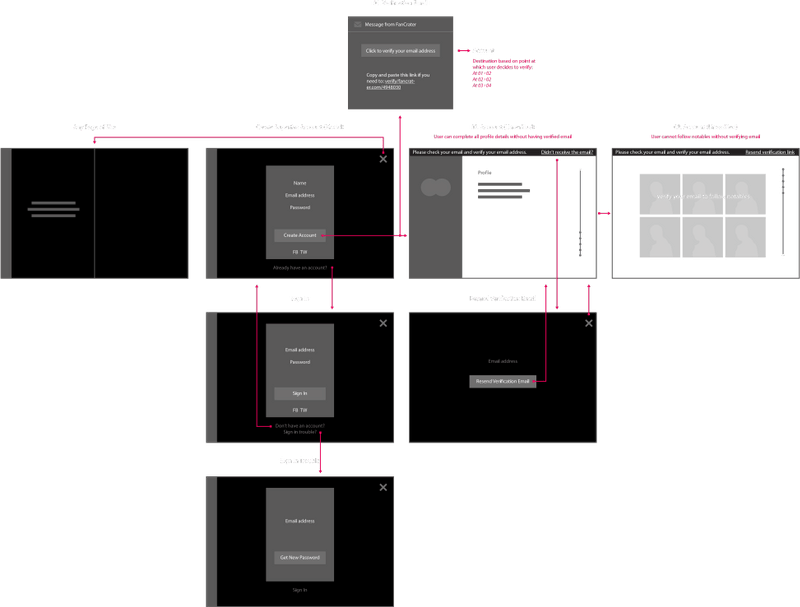 Message from FanCrater
Click to verify your email address
Copy and paste this link if you
need to: verify/fancrat-
er.com/4948030
Destination based on point at
which user decides to verify:
At 01 - 02
At 02 - 02
At 03 - 04
User can complete all profile details without having verified email
User cannot follow notables without verifying email
Name
Email address
Password
Create Account
FB TW
Already have an account?
Please check your email and verify your email address. Didn't receive the email?
Profile
Please check your email and verify your email address. Resend verification link
Verify your email to follow notables
Email address
Password
Sign In
FB TW
Don't have an account?
Sign in trouble?
Email address
Resend Verification Email
Email address
Get New Password
Sign In